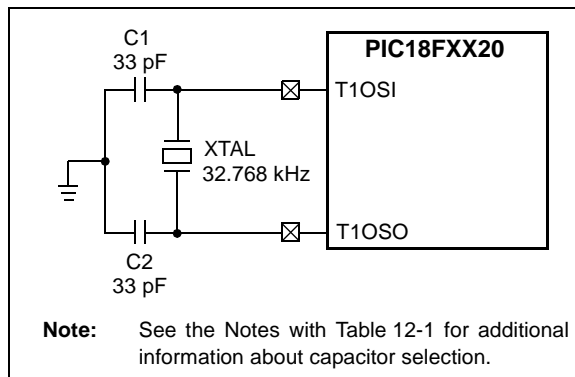 C1
33 pF
PIC18FXX20
T1OSI
XTAL
32.768 kHz
T1OSO
C2
33 pF
Note: See the Notes with Table 12-1 for additional
information about capacitor selection.